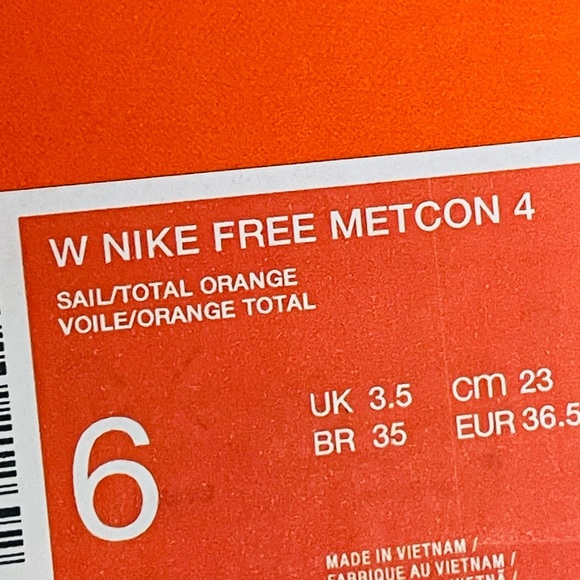 W NIKE FREE METCON 4
SAIL/TOTAL ORANGE
VOILE/ORANGE TOTAL
6
UK 3.5 cm 23
BR 35 EUR 36.5
MADE IN VIETNAM /
FABRIQUE AU VIETNAM /